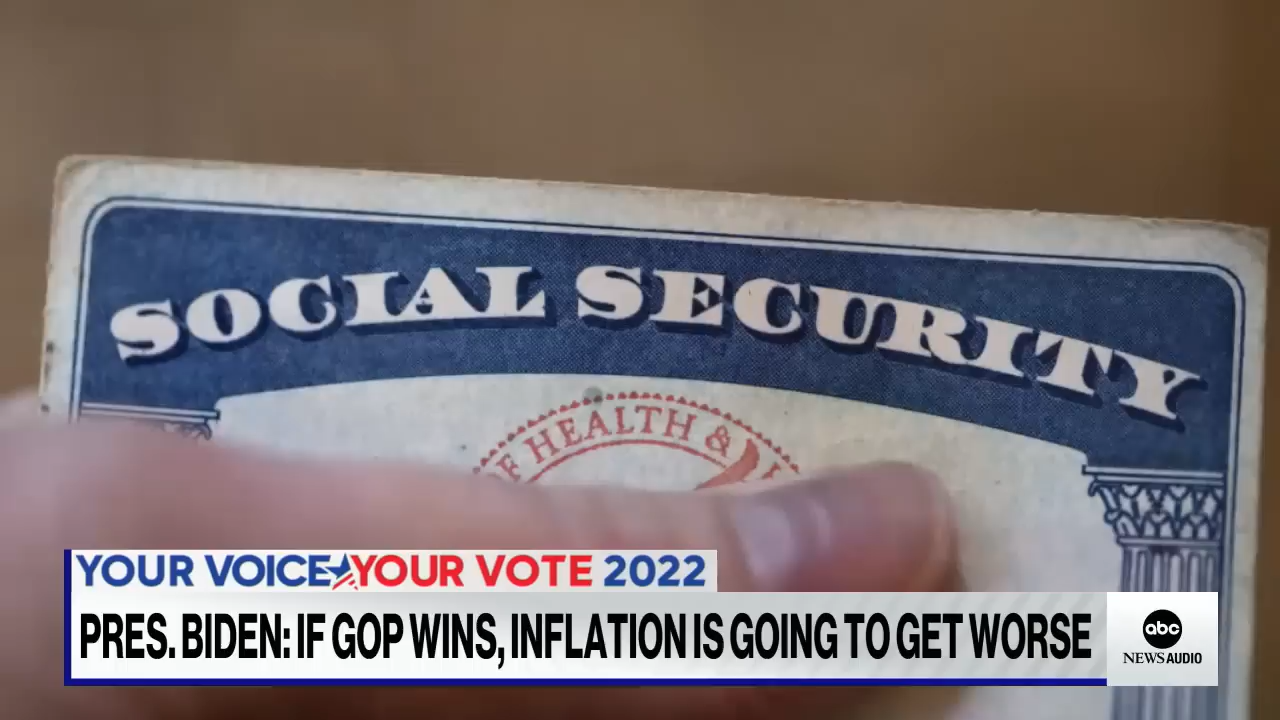 SOCIAL SECURITY
HEALTH &
YOUR VOICE YOUR VOTE 2022
PRES. BIDEN: IF GOP WINS, INFLATION IS GOING TO GET WORSE
abc
NEWS AUDIO